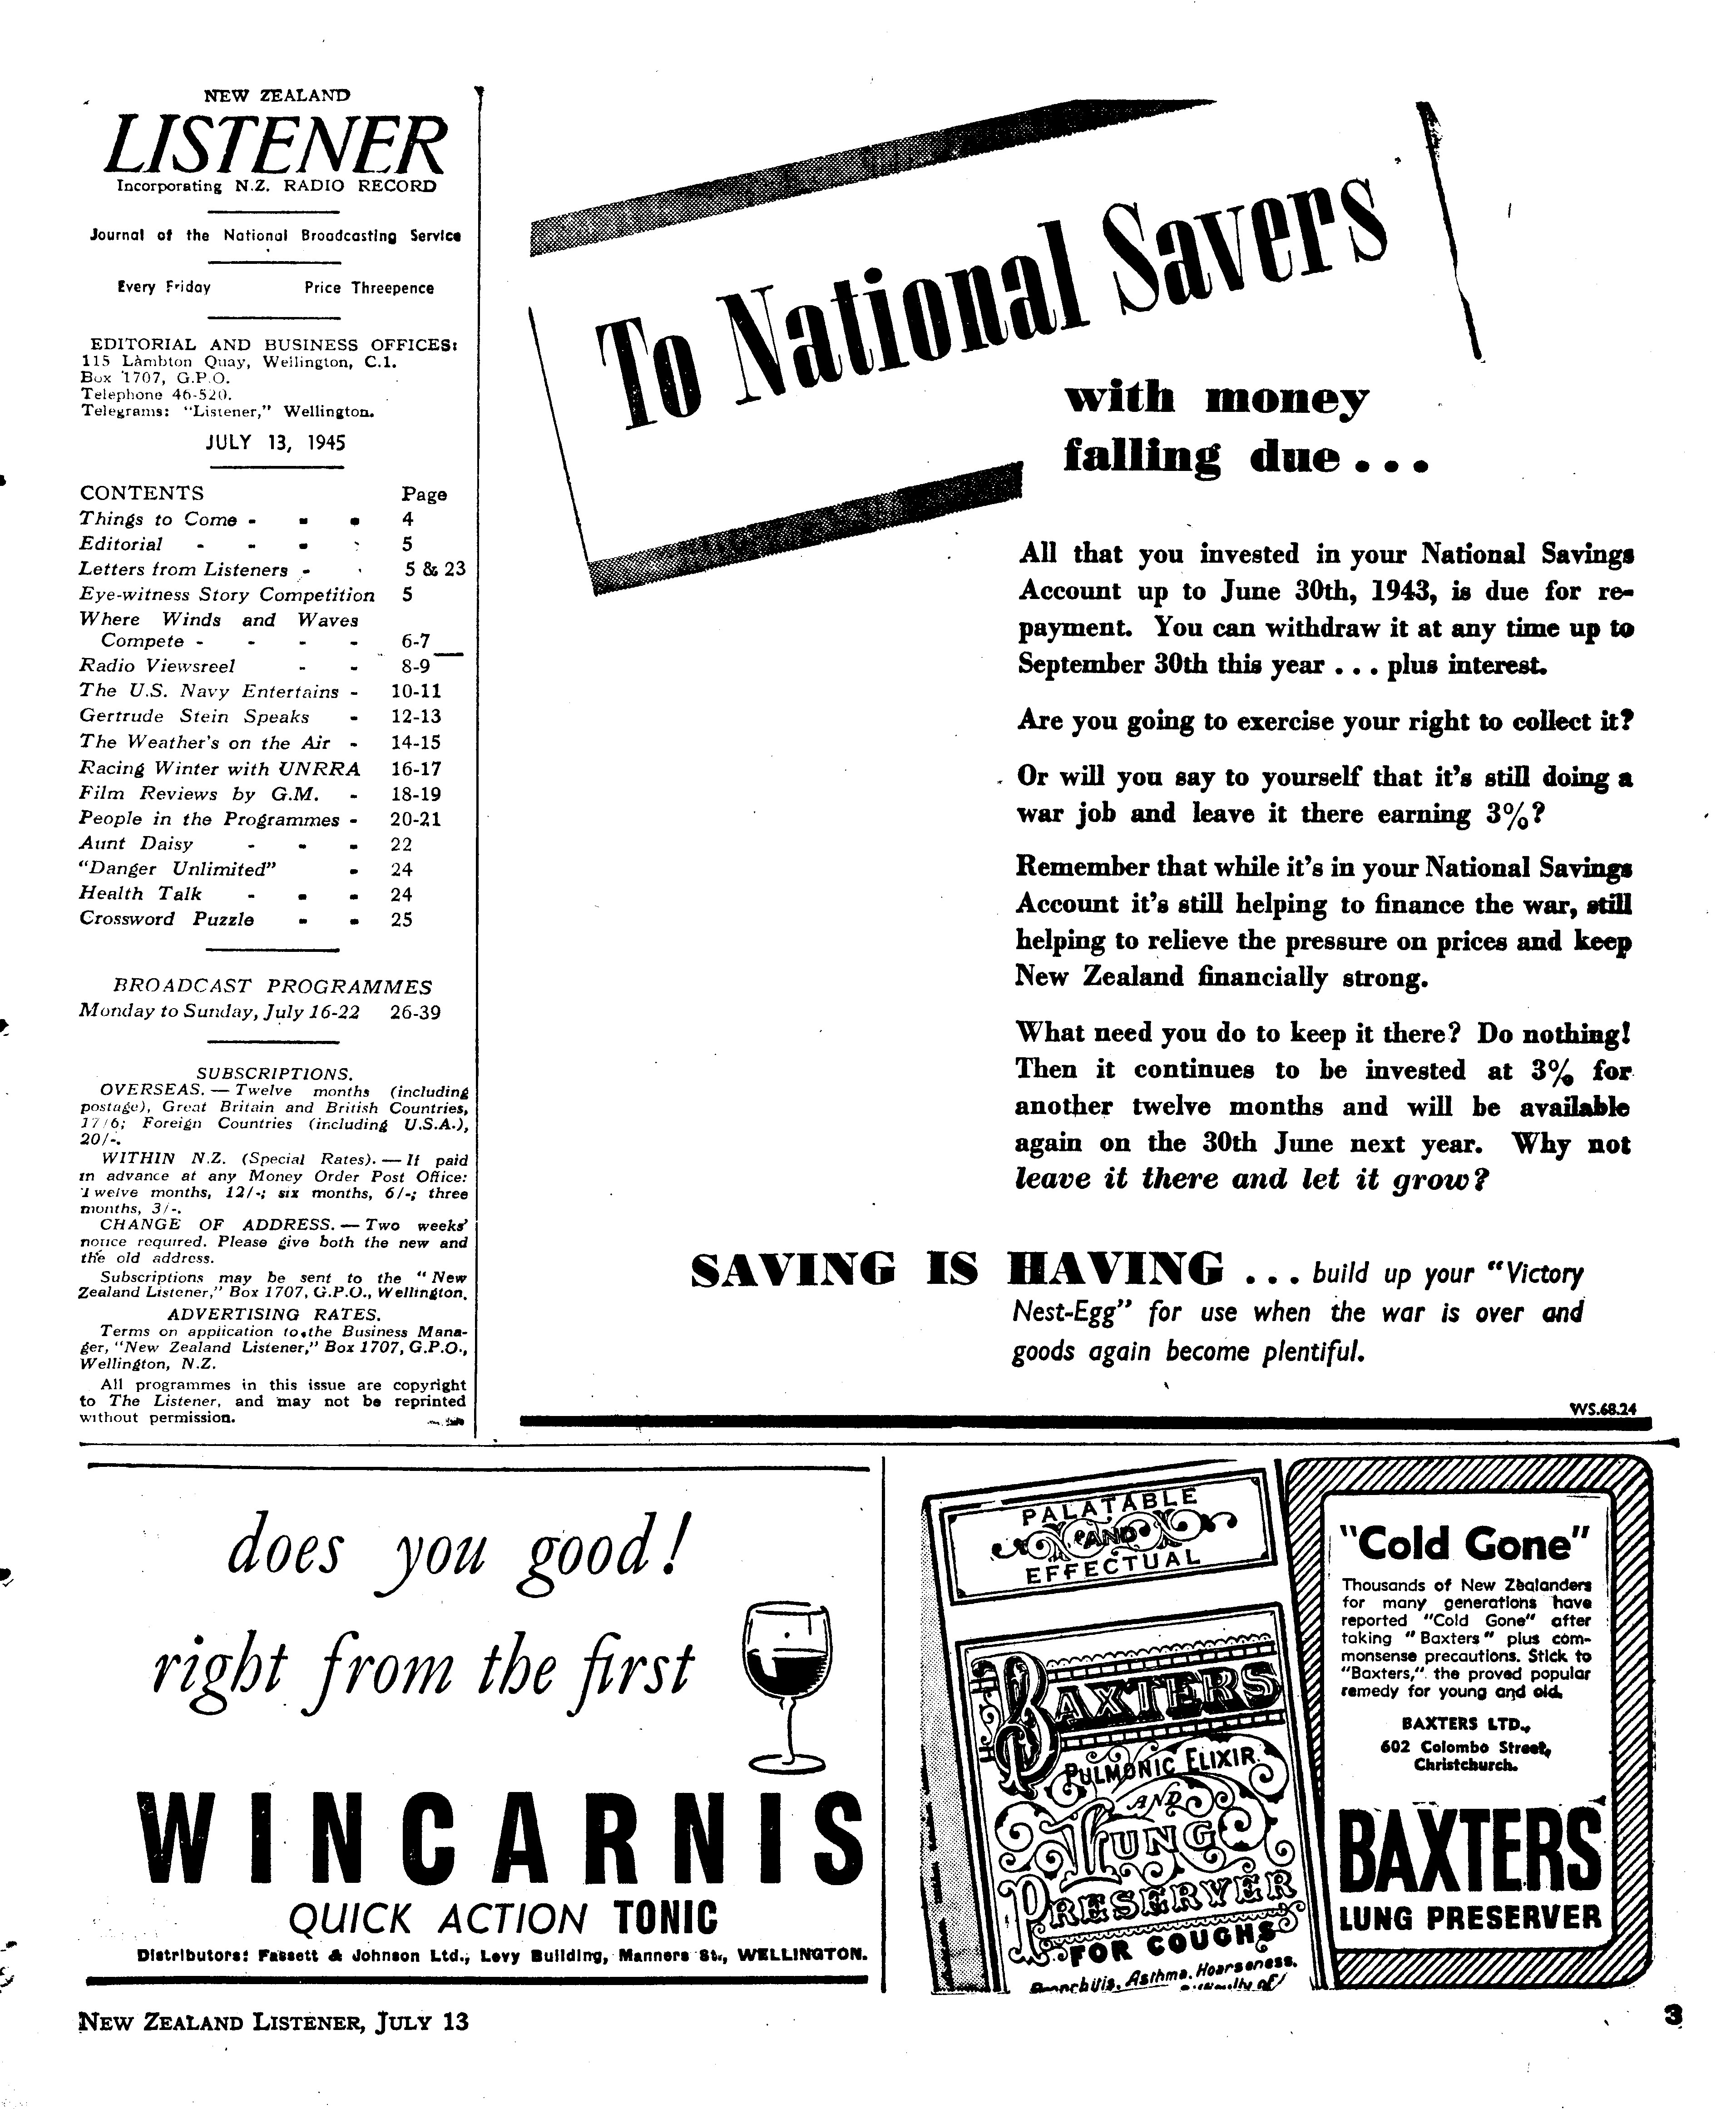 NEW ZEALAND
LISTENER
Incorporating N.Z. RADIO RECORD
Journal of the National Broadcasting Service
Every Friday Price Threepence
EDITORIAL AND BUSINESS OFFICES:
115 Lambton Quay, Wellington, C.1.
Box 1707, G.P.O.
Telephone 46-520.
Telegrams: "Listener," Wellington.
JULY 13, 1945
CONTENTS Page
Things to Come - - - 4
Editorial - - - 5
Letters from Listeners - 5 & 23
Eye-witness Story Competition 5
Where Winds and Waves
Compete - - - - 6-7
Radio Viewsreel - - 8-9
The U.S. Navy Entertains - 10-11
Gertrude Stein Speaks - 12-13
The Weather's on the Air - 14-15
Racing Winter with UNRRA 16-17
Film Reviews by G.M. - 18-19
People in the Programmes - 20-21
Aunt Daisy - - - 22
"Danger Unlimited" - 24
Health Talk - - - 24
Crossword Puzzle - - 25
BROADCAST PROGRAMMES
Monday to Sunday, July 16-22 26-39
SUBSCRIPTIONS.
OVERSEAS. — Twelve months (including
postage), Great Britain and British Countries,
17/6; Foreign Countries (including U.S.A.),
20/-.
WITHIN N.Z. (Special Rates). — If paid
in advance at any Money Order Post Office:
Twelve months, 12/-; six months, 6/-; three
months, 3/-.
CHANGE OF ADDRESS. — Two weeks'
notice required. Please give both the new and
the old address.
Subscriptions may be sent to the "New
Zealand Listener," Box 1707, G.P.O., Wellington.
ADVERTISING RATES.
Terms on application to the Business Mana-
ger, "New Zealand Listener," Box 1707, G.P.O.,
Wellington, N.Z.
All programmes in this issue are copyright
to The Listener, and may not be reprinted
without permission.
To National Savers
with money
falling due . . .
All that you invested in your National Savings
Account up to June 30th, 1943, is due for re-
payment. You can withdraw it at any time up to
September 30th this year . . . plus interest.
Are you going to exercise your right to collect it?
Or will you say to yourself that it's still doing a
war job and leave it there earning 3%?
Remember that while it's in your National Savings
Account it's still helping to finance the war, still
helping to relieve the pressure on prices and keep
New Zealand financially strong.
What need you do to keep it there? Do nothing!
Then it continues to be invested at 3% for
another twelve months and will be available
again on the 30th June next year. Why not
leave it there and let it grow?
SAVING IS HAVING . . . build up your "Victory
Nest-Egg" for use when the war is over and
goods again become plentiful.
WS.68.24
does you good!
right from the first
WINCARNIS
QUICK ACTION TONIC
Distributors: Fassett & Johnson Ltd., Levy Building, Manners St., WELLINGTON.
PALATABLE
AND
EFFECTUAL
BAXTERS
PULMONIC ELIXIR
AND
LUNG
PRESERVER
FOR COUGHS
Bronchitis, Asthma, Hoarseness,
"Cold Gone"
Thousands of New Zealanders
for many generations have
reported "Cold Gone" after
taking "Baxters" plus com-
monsense precautions. Stick to
"Baxters," the proved popular
remedy for young and old.
BAXTERS LTD.,
602 Colombo Street,
Christchurch.
BAXTERS
LUNG PRESERVER
NEW ZEALAND LISTENER, JULY 13
3